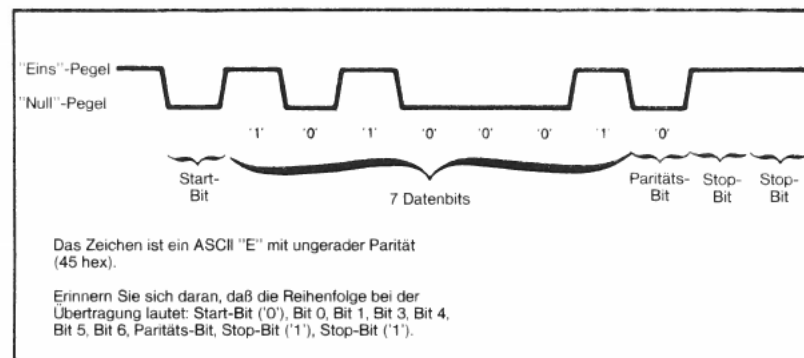 "Eins"-Pegel
"Null"-Pegel
'1' '0' '1' '0' '0' '0' '1' '0'
Start-
Bit
7 Datenbits
Paritäts-
Bit
Stop-
Bit
Stop-
Bit
Das Zeichen ist ein ASCII "E" mit ungerader Parität
(45 hex).
Erinnern Sie sich daran, daß die Reihenfolge bei der
Übertragung lautet: Start-Bit ('0'), Bit 0, Bit 1, Bit 3, Bit 4,
Bit 5, Bit 6, Paritäts-Bit, Stop-Bit ('1'), Stop-Bit ('1').